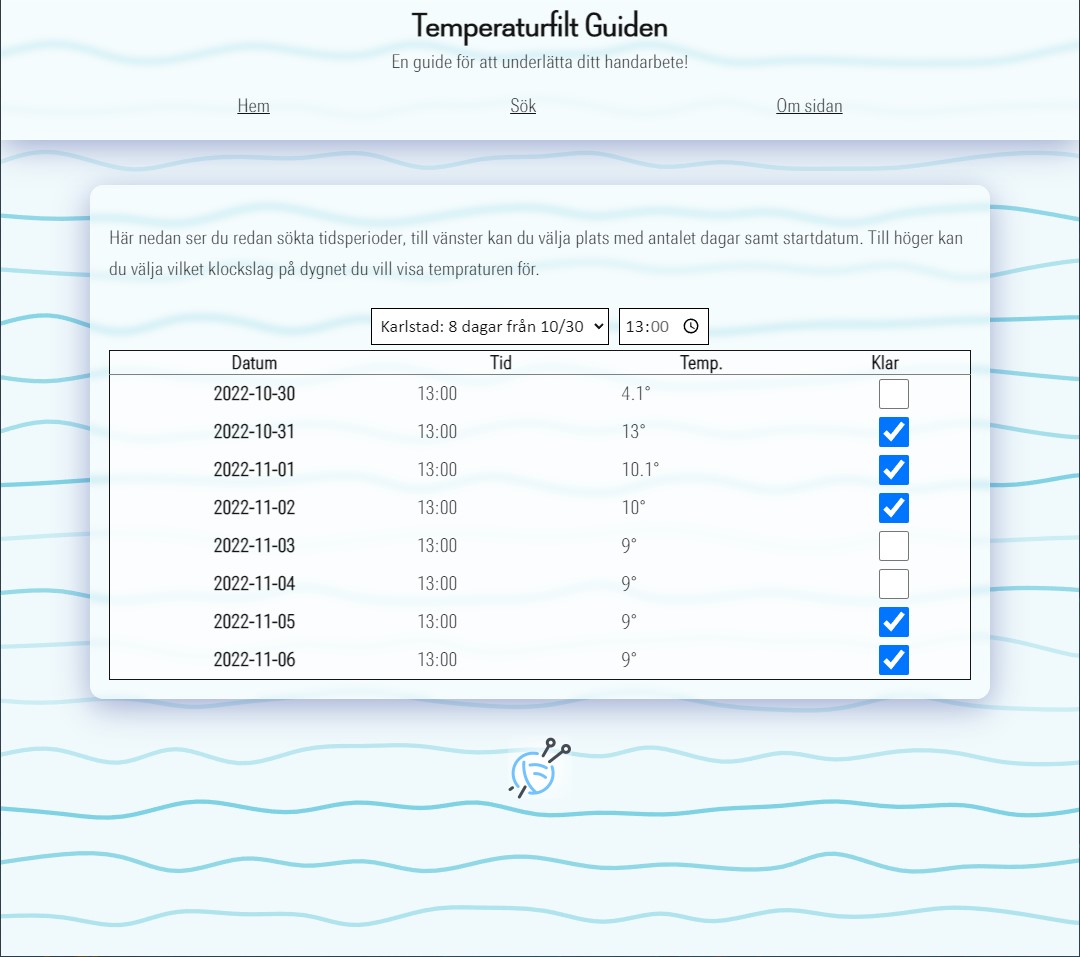 Temperaturfilt Guiden
En guide för att underlätta ditt handarbete!
Hem Sök Om sidan
Här nedan ser du redan sökta tidsperioder, till vänster kan du välja plats med antalet dagar samt startdatum. Till höger kan
du välja vilket klockslag på dygnet du vill visa tempraturen för.
Karlstad: 8 dagar från 10/30 13:00
Datum Tid Temp. Klar
2022-10-30 13:00 4.1°
2022-10-31 13:00 13°
2022-11-01 13:00 10.1°
2022-11-02 13:00 10°
2022-11-03 13:00 9°
2022-11-04 13:00 9°
2022-11-05 13:00 9°
2022-11-06 13:00 9°